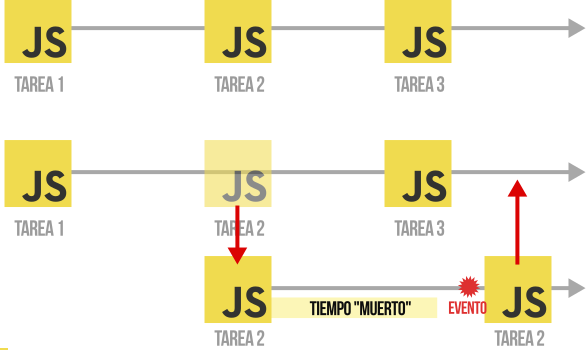 JS JS JS
TAREA 1 TAREA 2 TAREA 3
JS JS JS
TAREA 1 TAREA 2 TAREA 3
JS TIEMPO "MUERTO" EVENTO JS
TAREA 2 TAREA 2